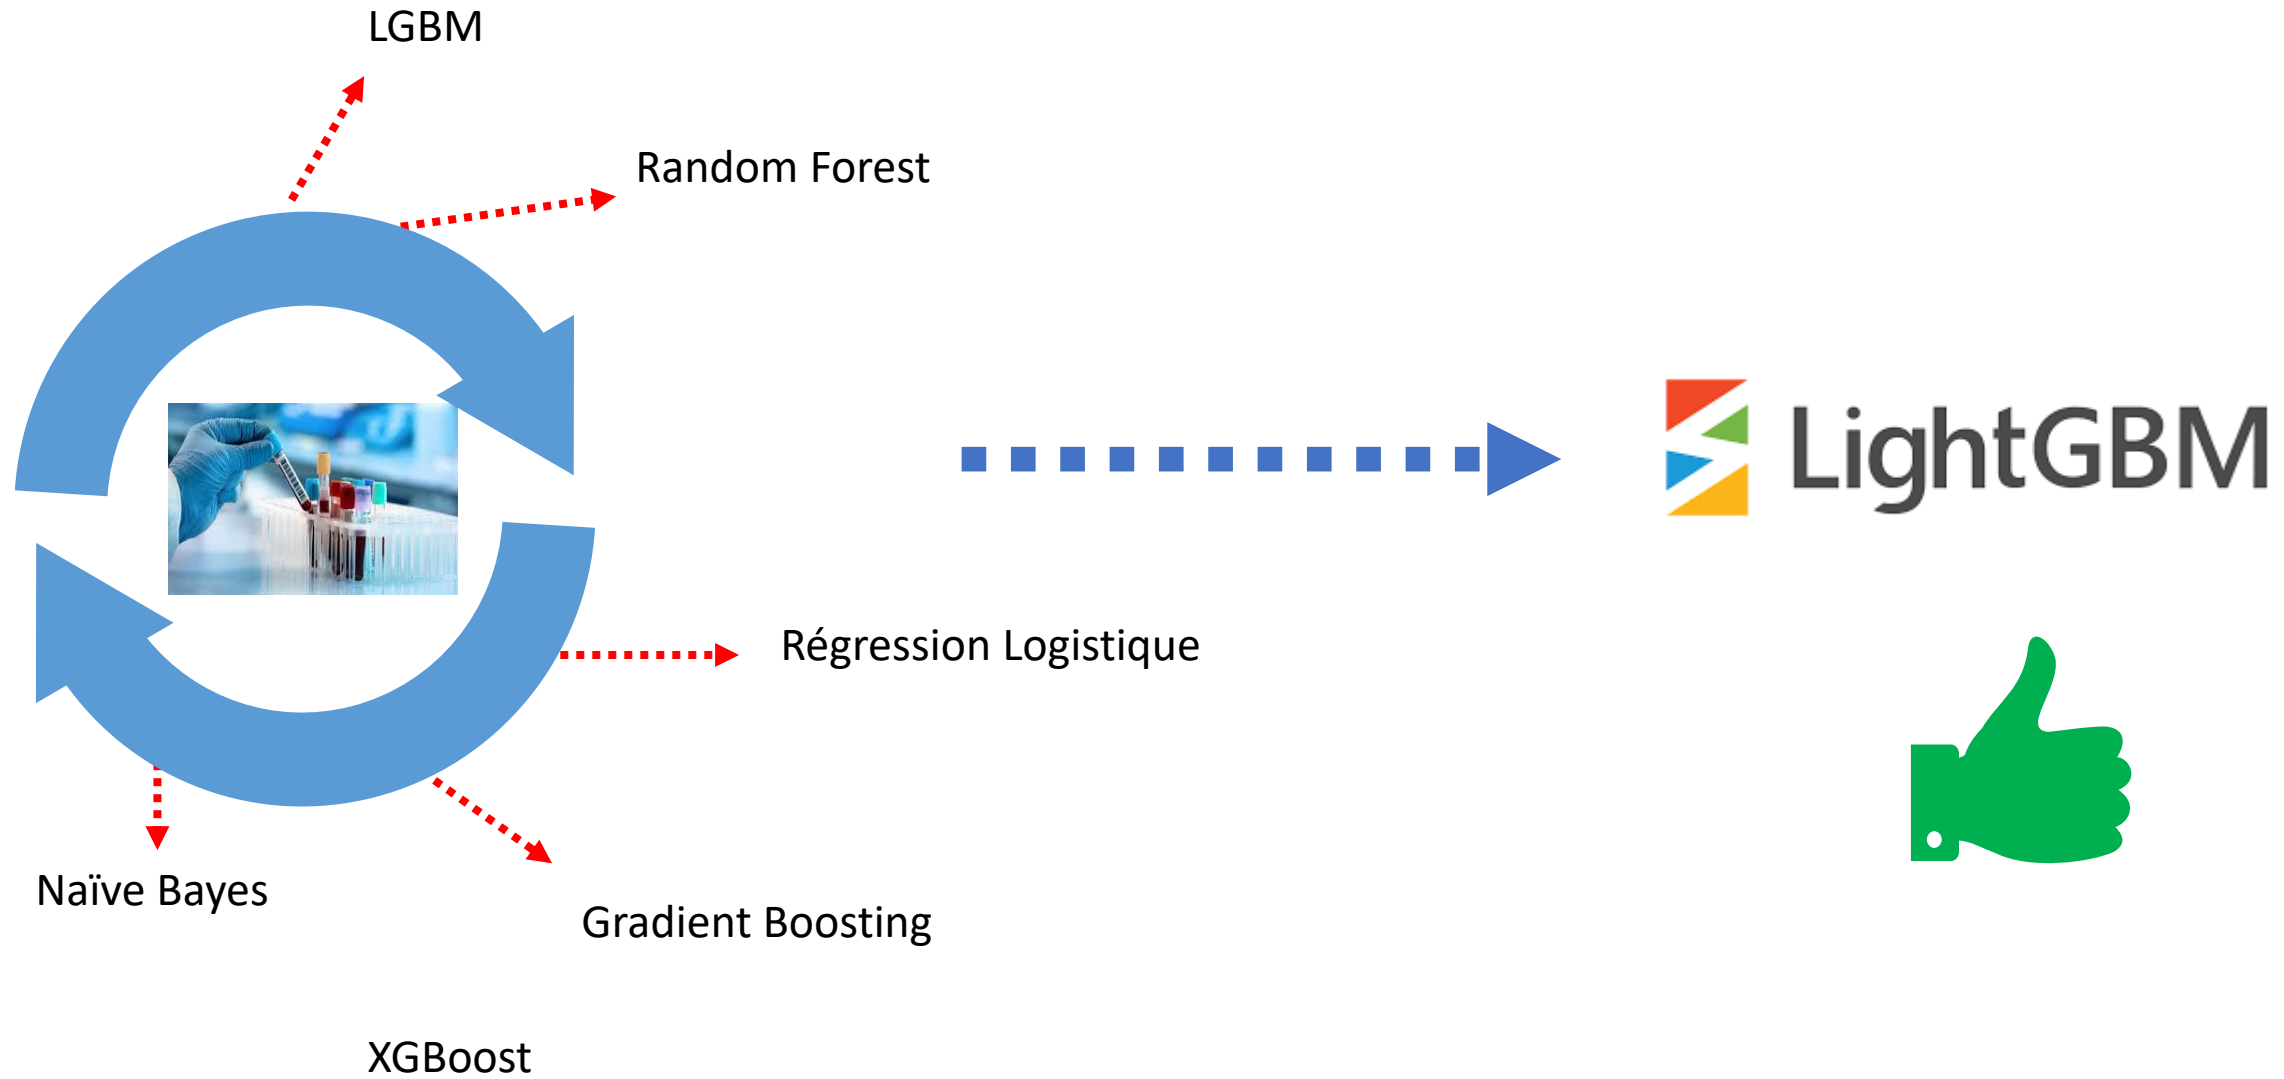 LGBM
Random Forest
LightGBM
Régression Logistique
Naïve Bayes
Gradient Boosting
XGBoost